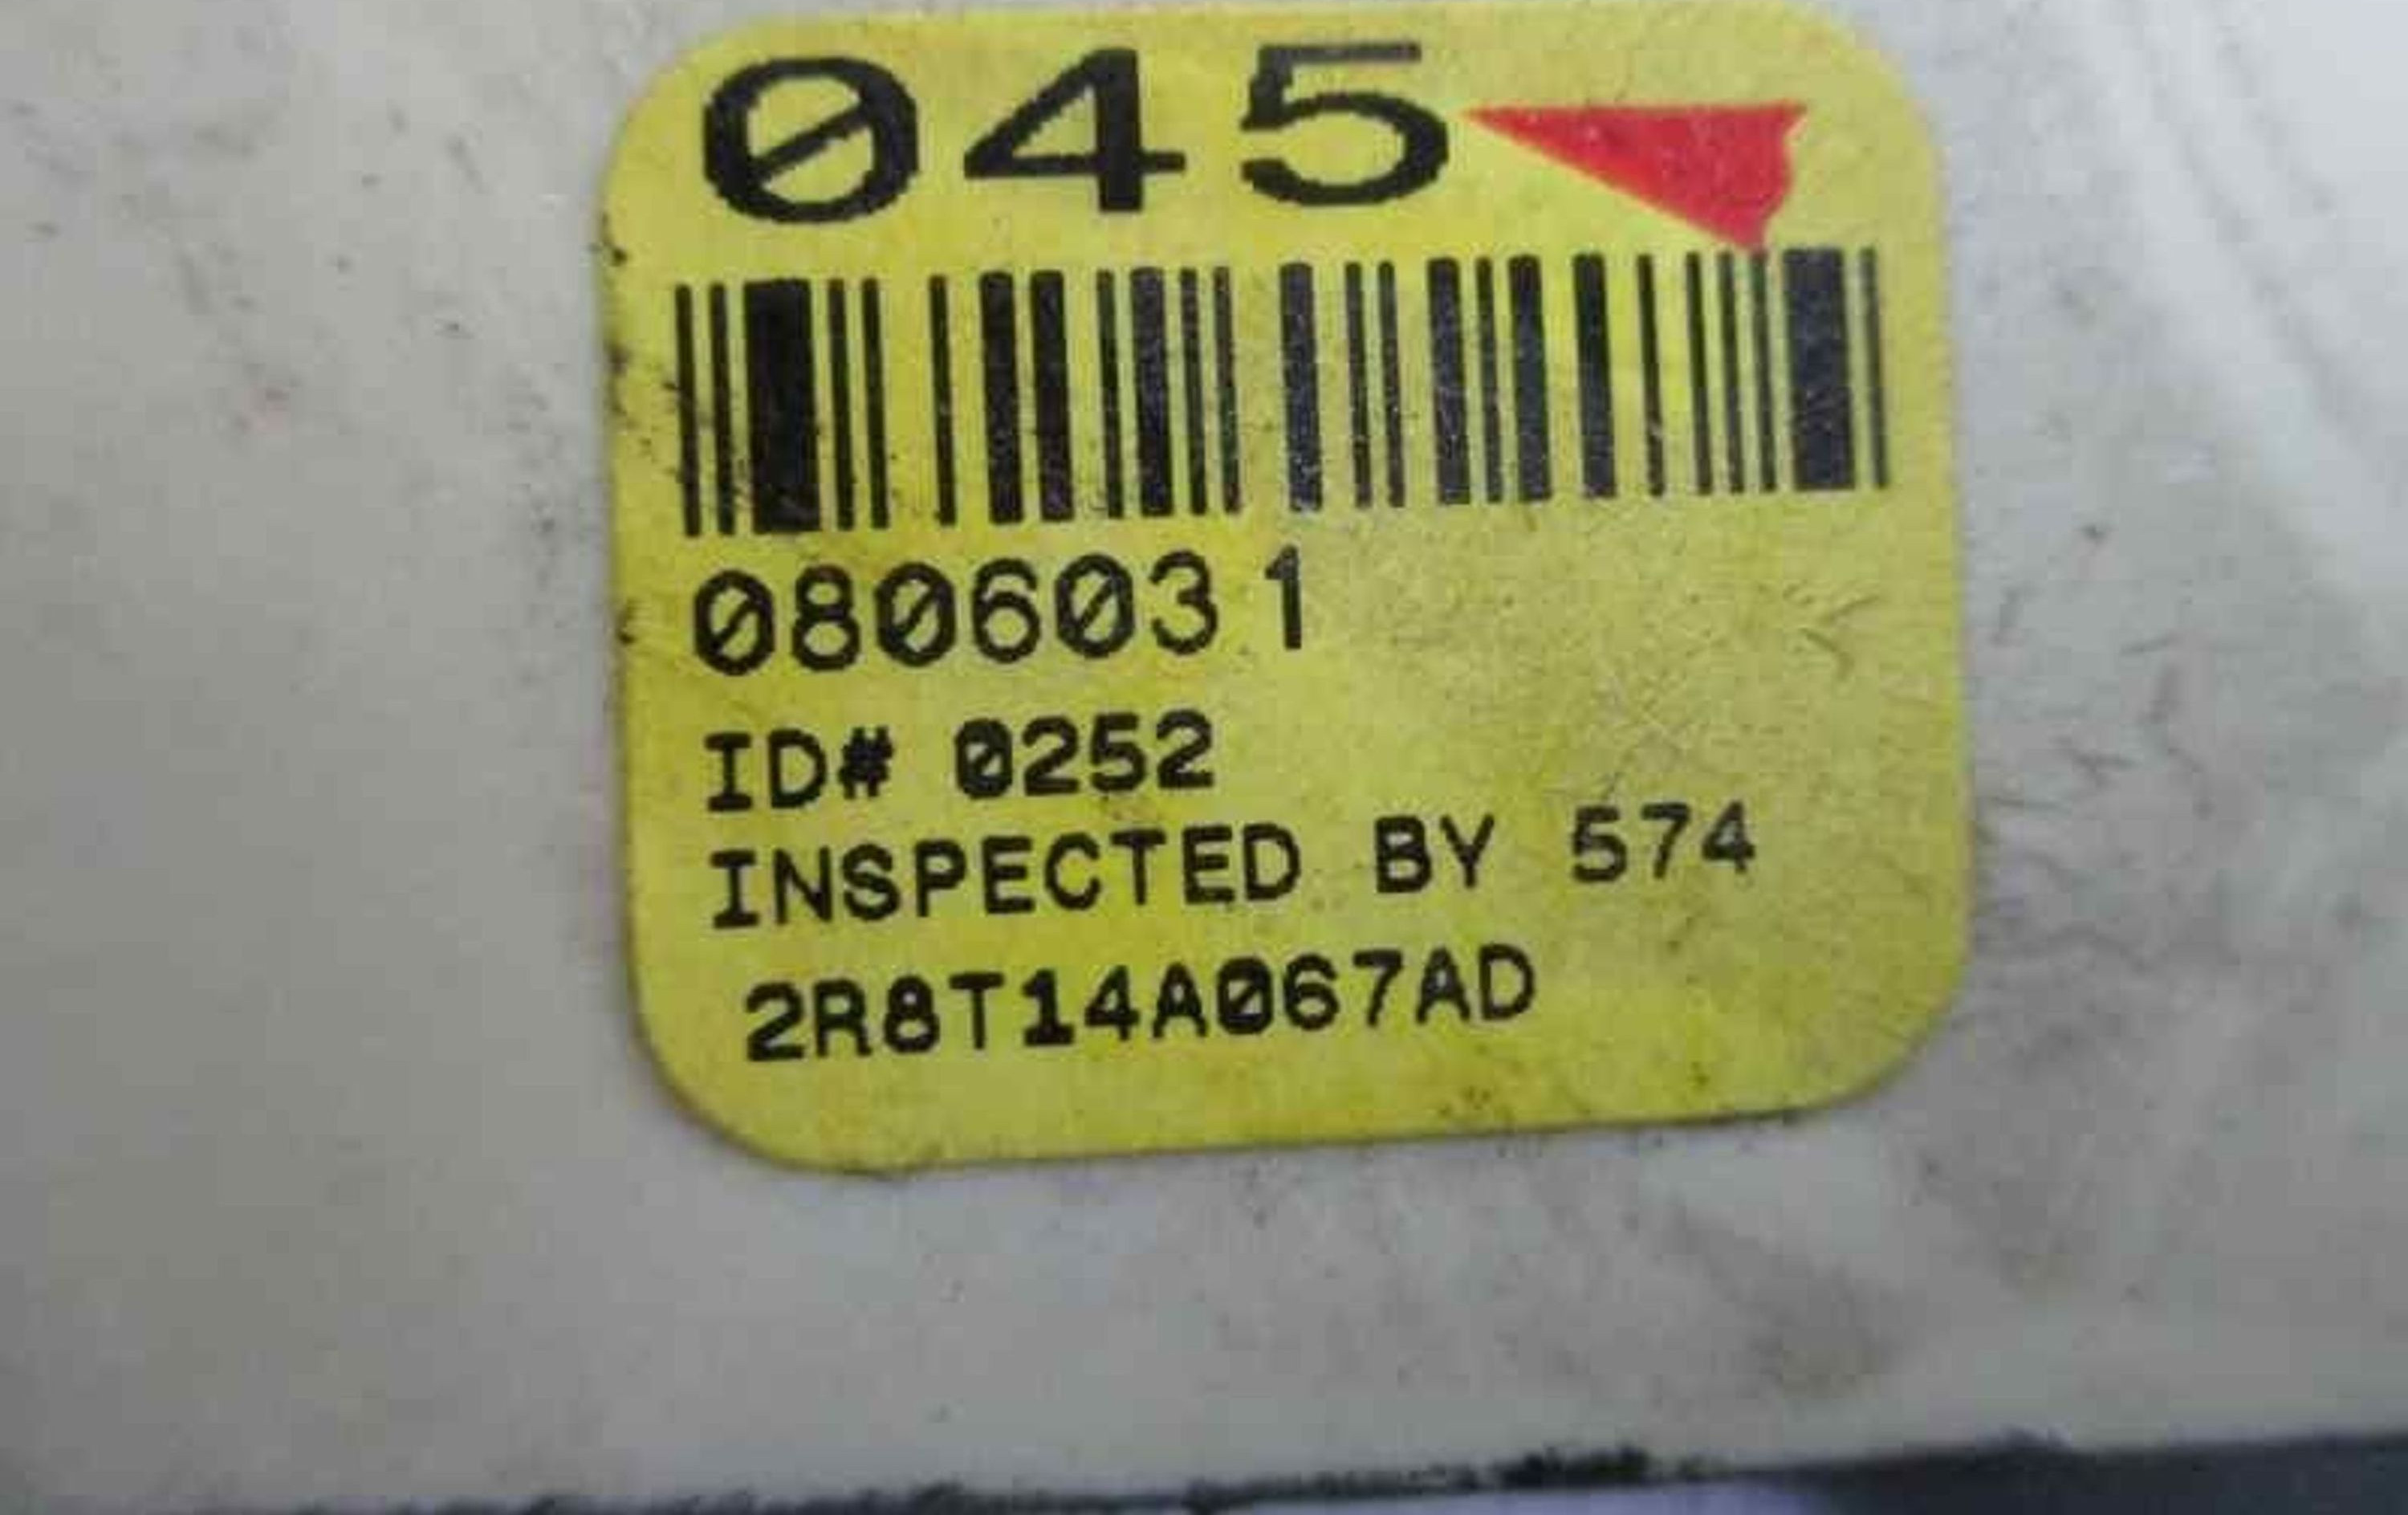 045
0806031
ID# 0252
INSPECTED BY 574
2R8T14A067AD